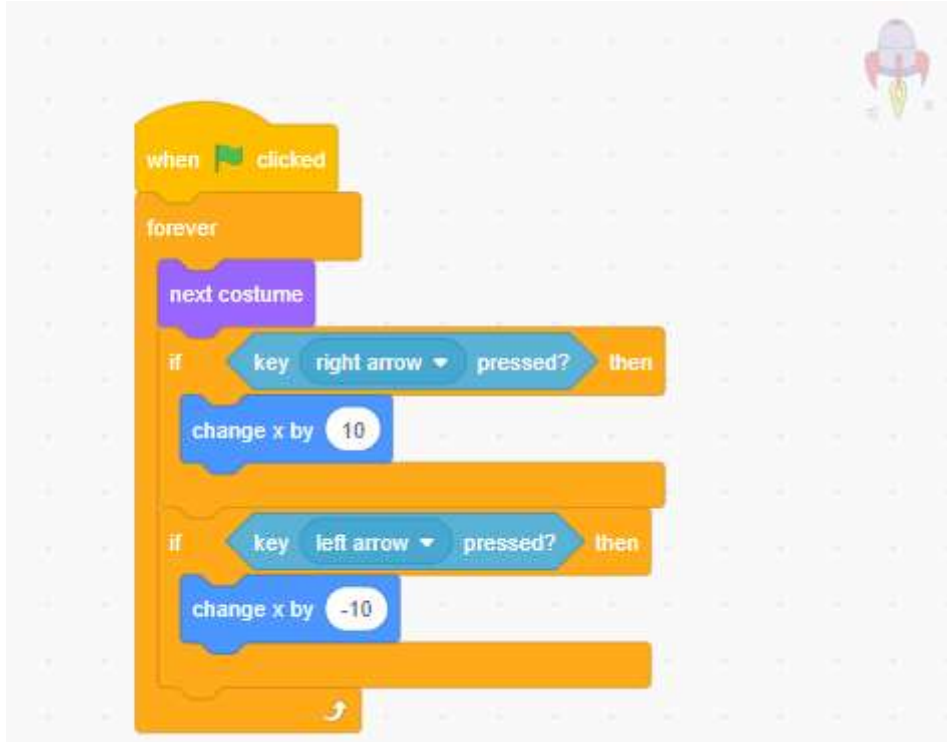 when clicked
forever
next costume
if key right arrow pressed? then
change x by 10
if key left arrow pressed? then
change x by -10